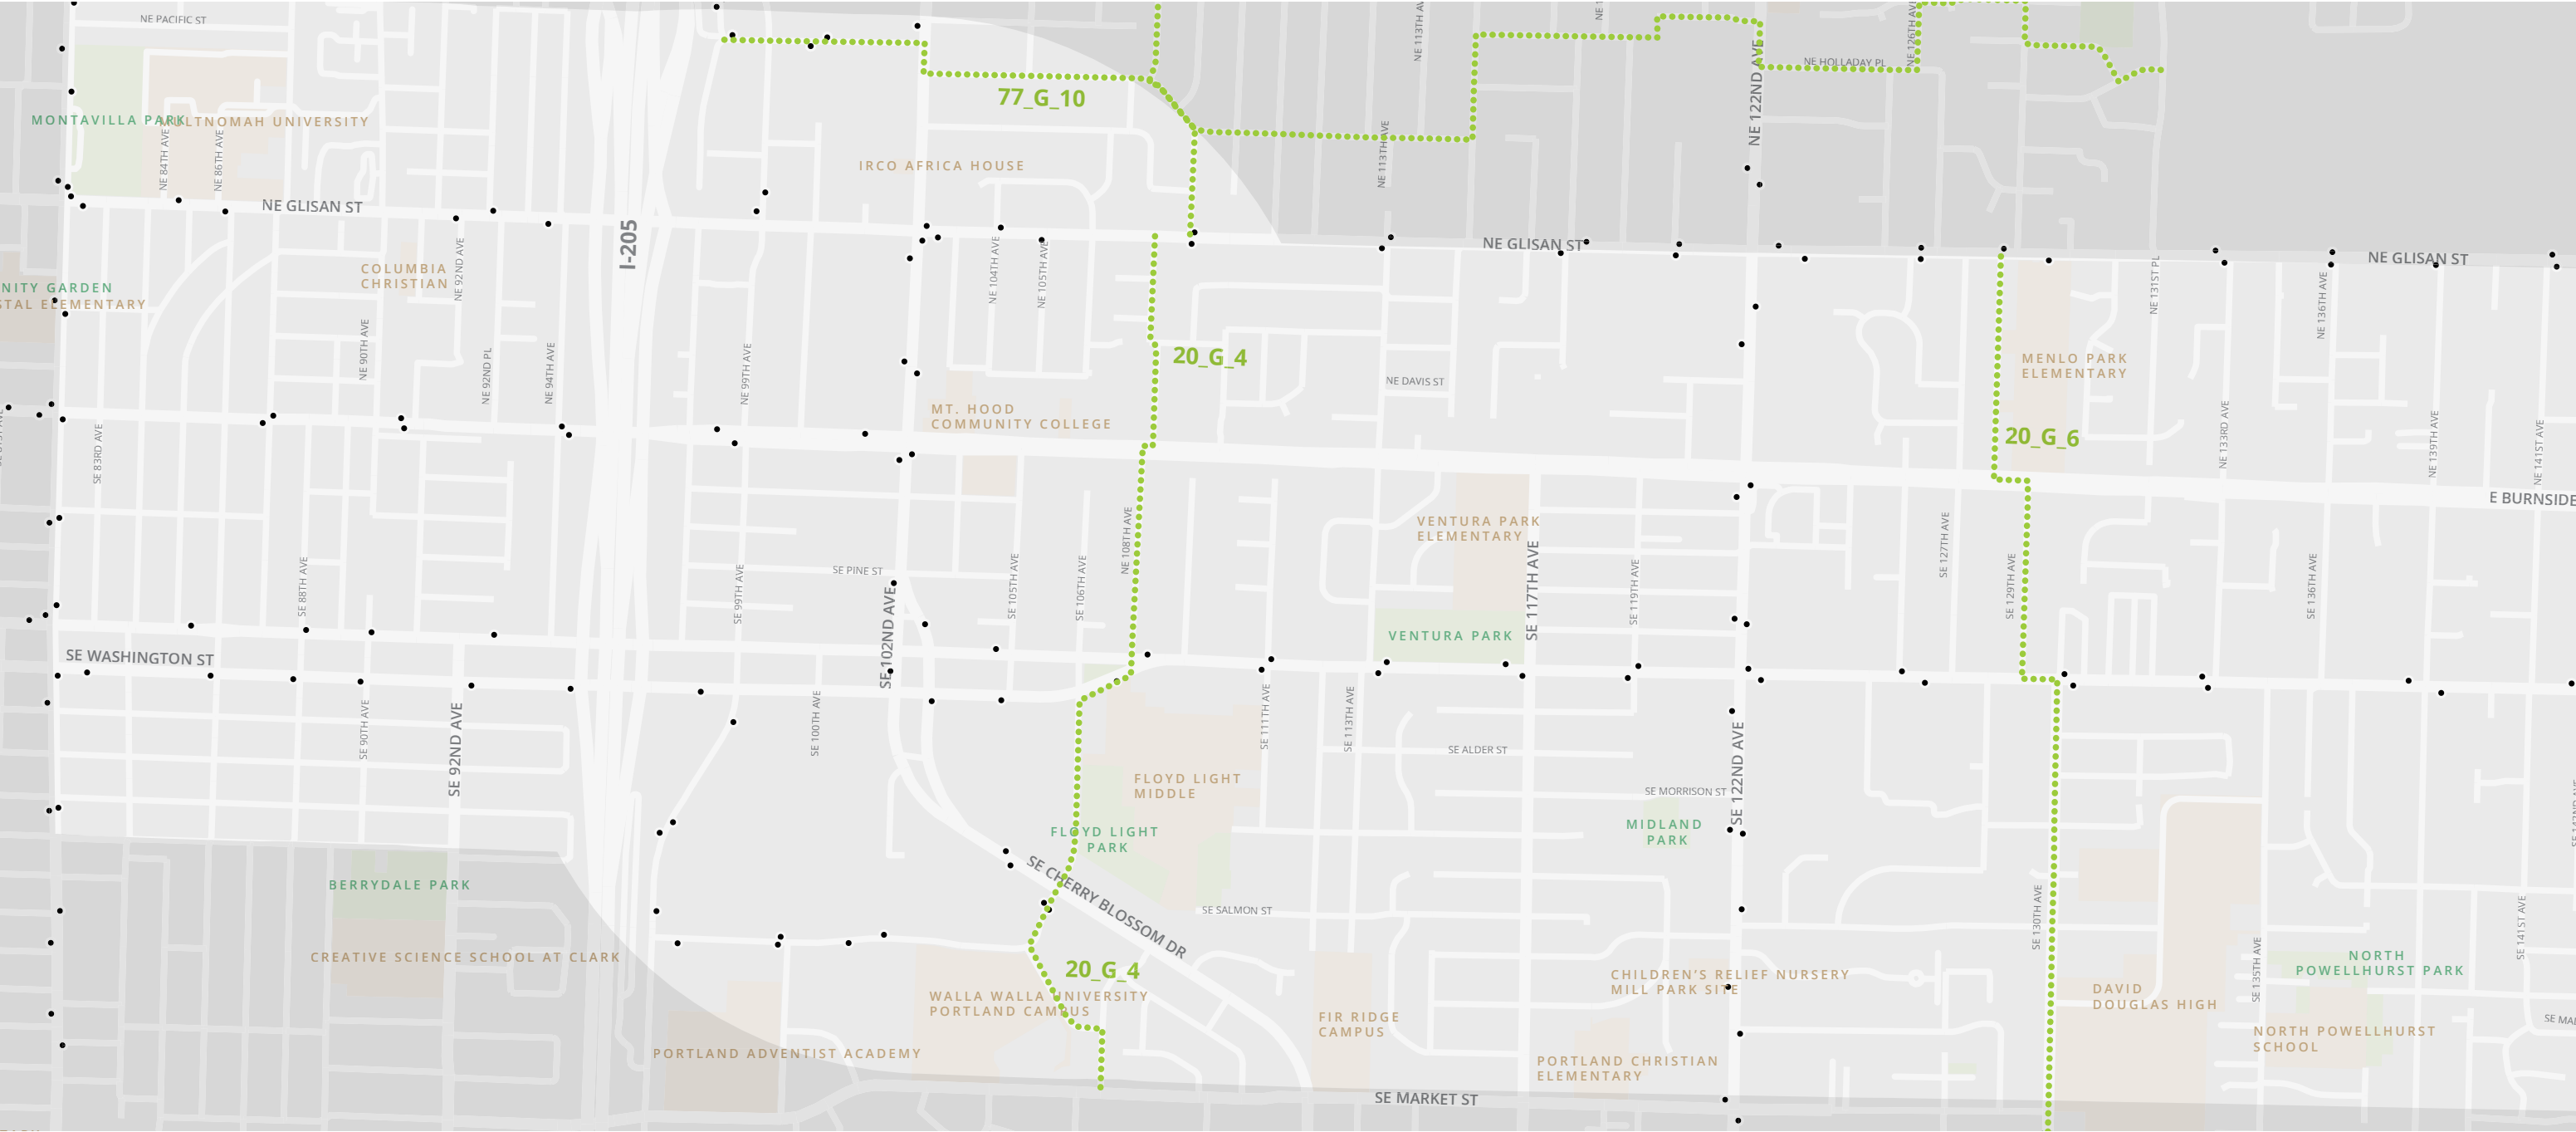 NE PACIFIC ST
NE 113TH AVE
NE 126TH AVE
NE 122ND AVE
NE HOLLADAY PL
77_G_10
MONTAVILLA PARK
MULTNOMAH UNIVERSITY
NE 84TH AVE
NE 86TH AVE
IRCO AFRICA HOUSE
NE 113TH AVE
NE GLISAN ST
I-205
NE GLISAN ST
NE GLISAN ST
COLUMBIA
CHRISTIAN
NE 92ND AVE
NE 104TH AVE
NE 105TH AVE
NE 131ST PL
NE 136TH AVE
NITY GARDEN
STAL ELEMENTARY
NE 90TH AVE
NE 92ND PL
NE 94TH AVE
NE 99TH AVE
20_G_4
NE DAVIS ST
MENLO PARK
ELEMENTARY
MT. HOOD
COMMUNITY COLLEGE
20_G_6
NE 133RD AVE
NE 139TH AVE
NE 141ST AVE
SE 83RD AVE
E BURNSIDE
VENTURA PARK
ELEMENTARY
NE 108TH AVE
SE 88TH AVE
SE 99TH AVE
SE PINE ST
SE 105TH AVE
SE 106TH AVE
SE 117TH AVE
SE 119TH AVE
SE 127TH AVE
SE 129TH AVE
SE 136TH AVE
SE 102ND AVE
VENTURA PARK
SE WASHINGTON ST
SE 90TH AVE
SE 92ND AVE
SE 100TH AVE
SE 111TH AVE
SE 113TH AVE
SE ALDER ST
SE 122ND AVE
FLOYD LIGHT
MIDDLE
SE MORRISON ST
FLOYD LIGHT
PARK
MIDLAND
PARK
SE CHERRY BLOSSOM DR
BERRYDALE PARK
SE SALMON ST
SE 130TH AVE
SE 141ST AVE
CREATIVE SCIENCE SCHOOL AT CLARK
20_G_4
CHILDREN'S RELIEF NURSERY
MILL PARK SITE
SE 135TH AVE
NORTH
POWELLHURST PARK
WALLA WALLA UNIVERSITY
PORTLAND CAMPUS
DAVID
DOUGLAS HIGH
FIR RIDGE
CAMPUS
NORTH POWELLHURST
SCHOOL
PORTLAND ADVENTIST ACADEMY
PORTLAND CHRISTIAN
ELEMENTARY
SE MARKET ST